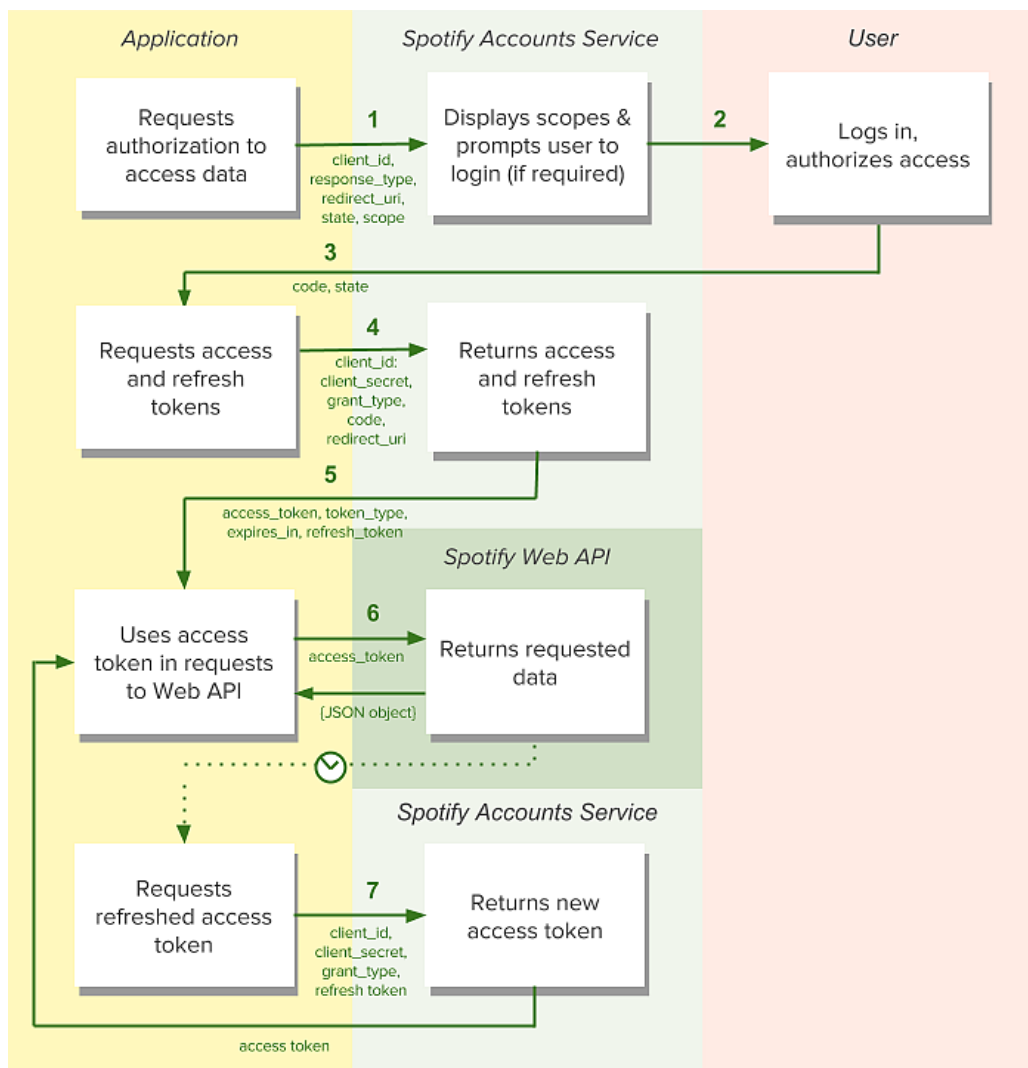 Application
Spotify Accounts Service
User
Requests
authorization to
access data
1
client_id,
response_type,
redirect_uri,
state, scope
Displays scopes &
prompts user to
login (if required)
2
Logs in,
authorizes access
3
code, state
Requests access
and refresh
tokens
4
client_id:
client_secret,
grant_type,
code,
redirect_uri
Returns access
and refresh
tokens
5
access_token, token_type,
expires_in, refresh_token
Spotify Web API
Uses access
token in requests
to Web API
6
access_token
{JSON object}
Returns requested
data
Spotify Accounts Service
Requests
refreshed access
token
7
client_id,
client_secret,
grant_type,
refresh token
Returns new
access token
access token